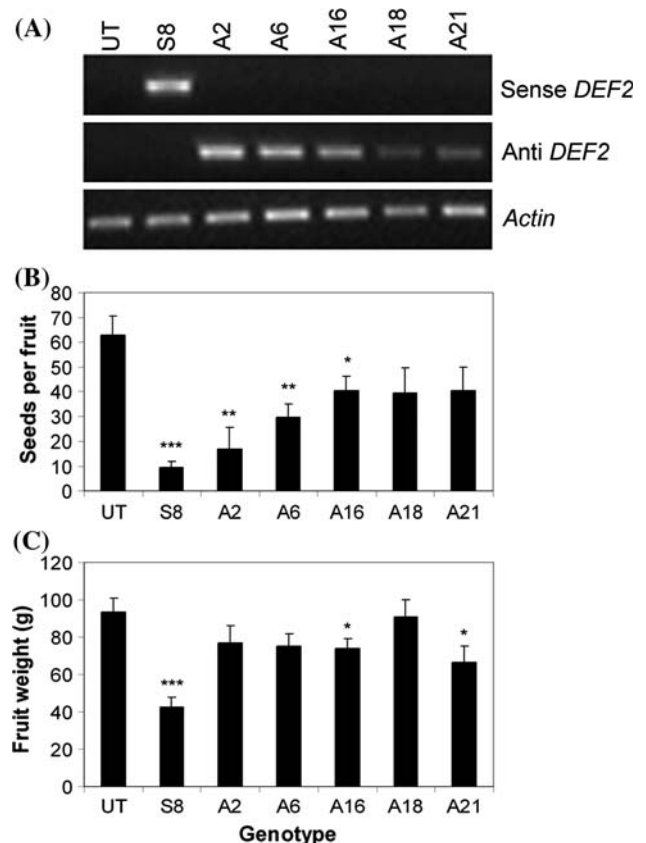 (A)
UT S8 A2 A6 A16 A18 A21
Sense DEF2
Anti DEF2
Actin
(B)
Seeds per fruit
80
70
60
50
40
30
20
10
0
*** ** ** *
UT S8 A2 A6 A16 A18 A21
(C)
Fruit weight (g)
120
100
80
60
40
20
0
*** * *
UT S8 A2 A6 A16 A18 A21
Genotype